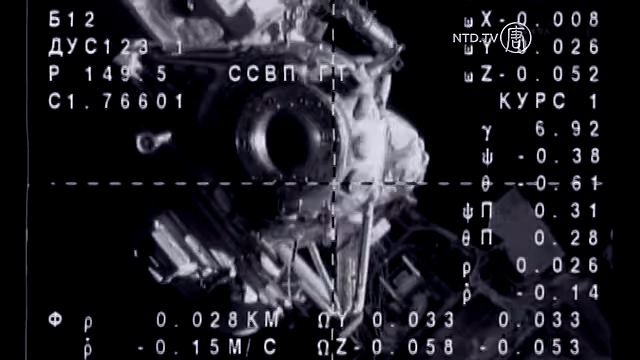 Б12 ωX-0.008
ДУС123 1 NTD.TV 唐 ωY 0.026
Р 149.5 ССВП ГТ ωZ-0.052
С1.76601 КУРС 1
γ 6.92
ψ -0.38
θ -0.61
ψП 0.31
θП 0.28
ρ 0.026
ρ̇ -0.14
Ф ρ 0.028КМ ΩY 0.033 0.033
ρ̇ -0.15М/С ΩZ-0.058 -0.053